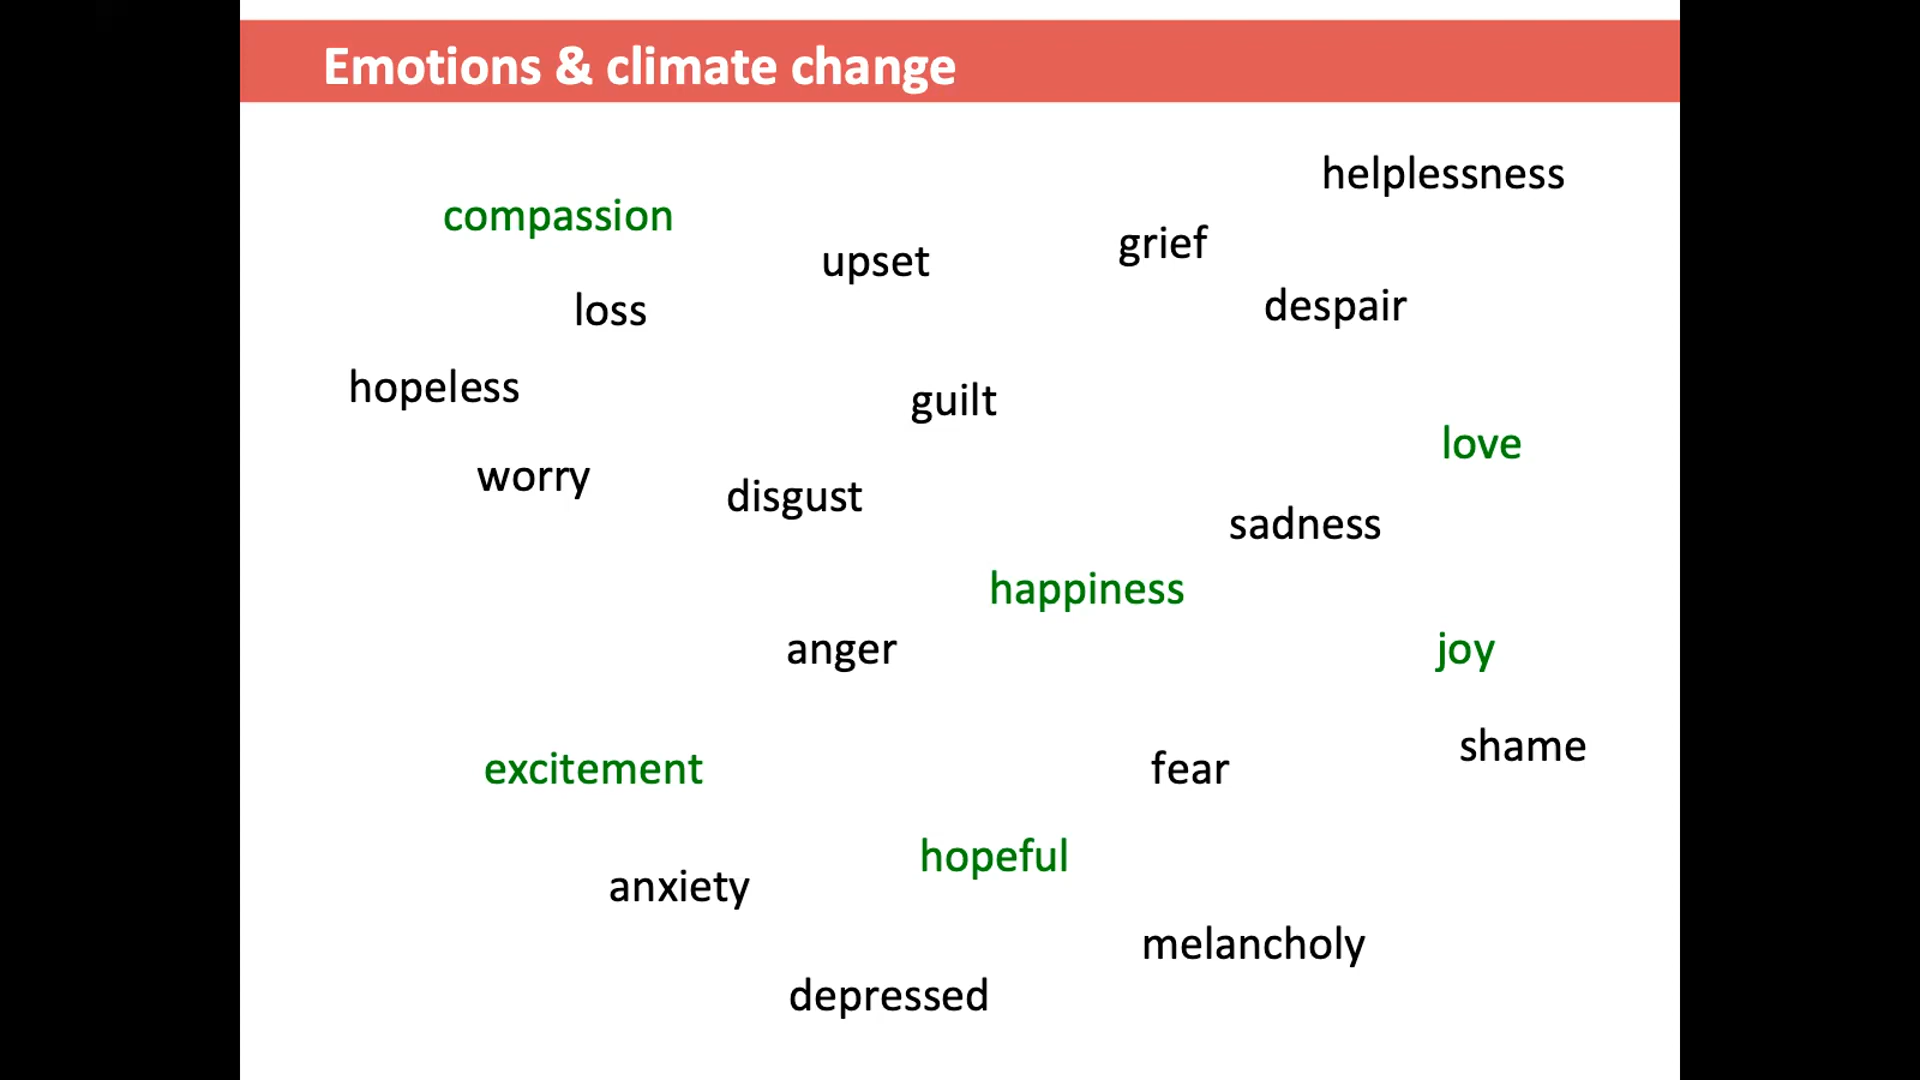 Emotions & climate change
helplessness
compassion
grief
upset
despair
loss
hopeless
guilt
love
worry
disgust
sadness
happiness
anger
joy
shame
excitement
fear
hopeful
anxiety
melancholy
depressed